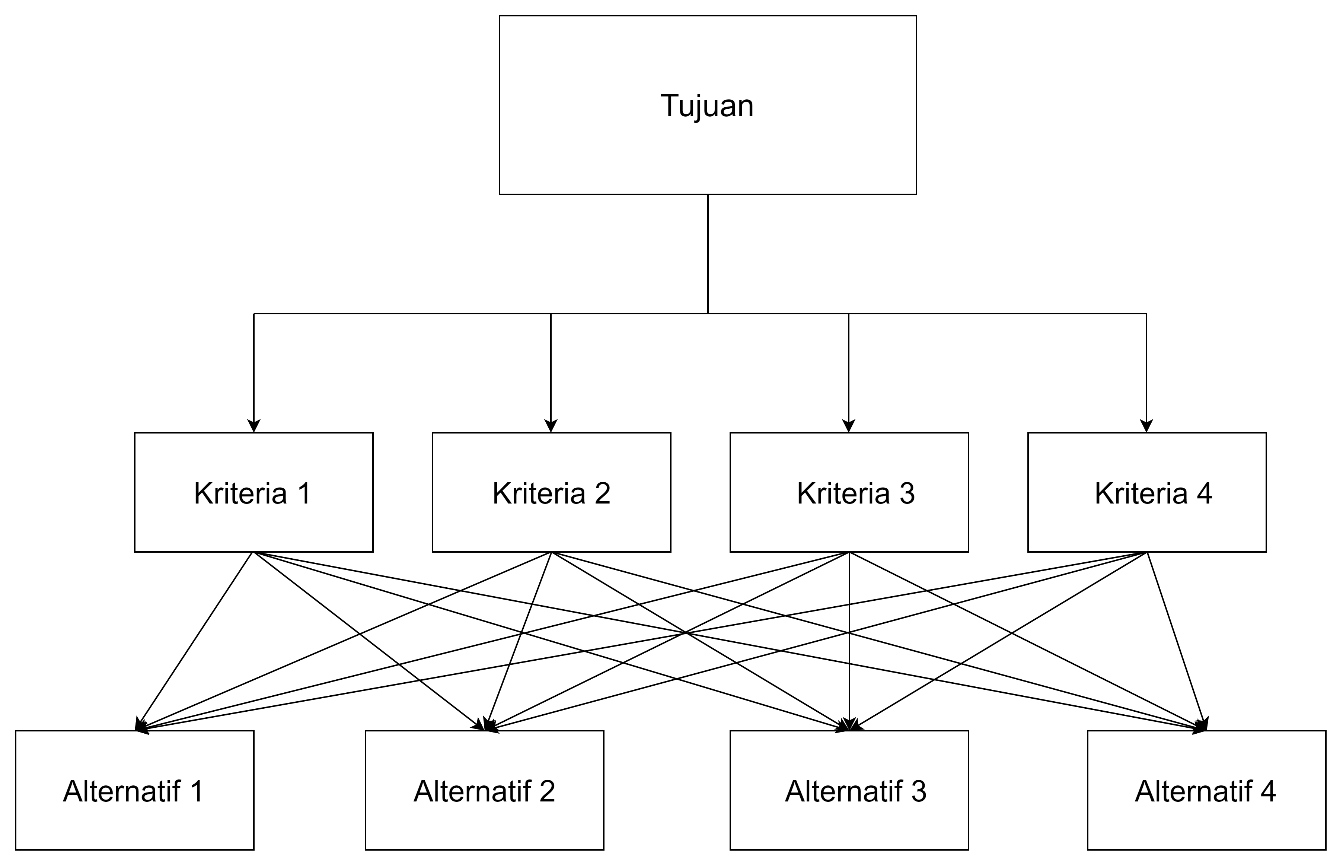 Tujuan
Kriteria 1
Kriteria 2
Kriteria 3
Kriteria 4
Alternatif 1
Alternatif 2
Alternatif 3
Alternatif 4